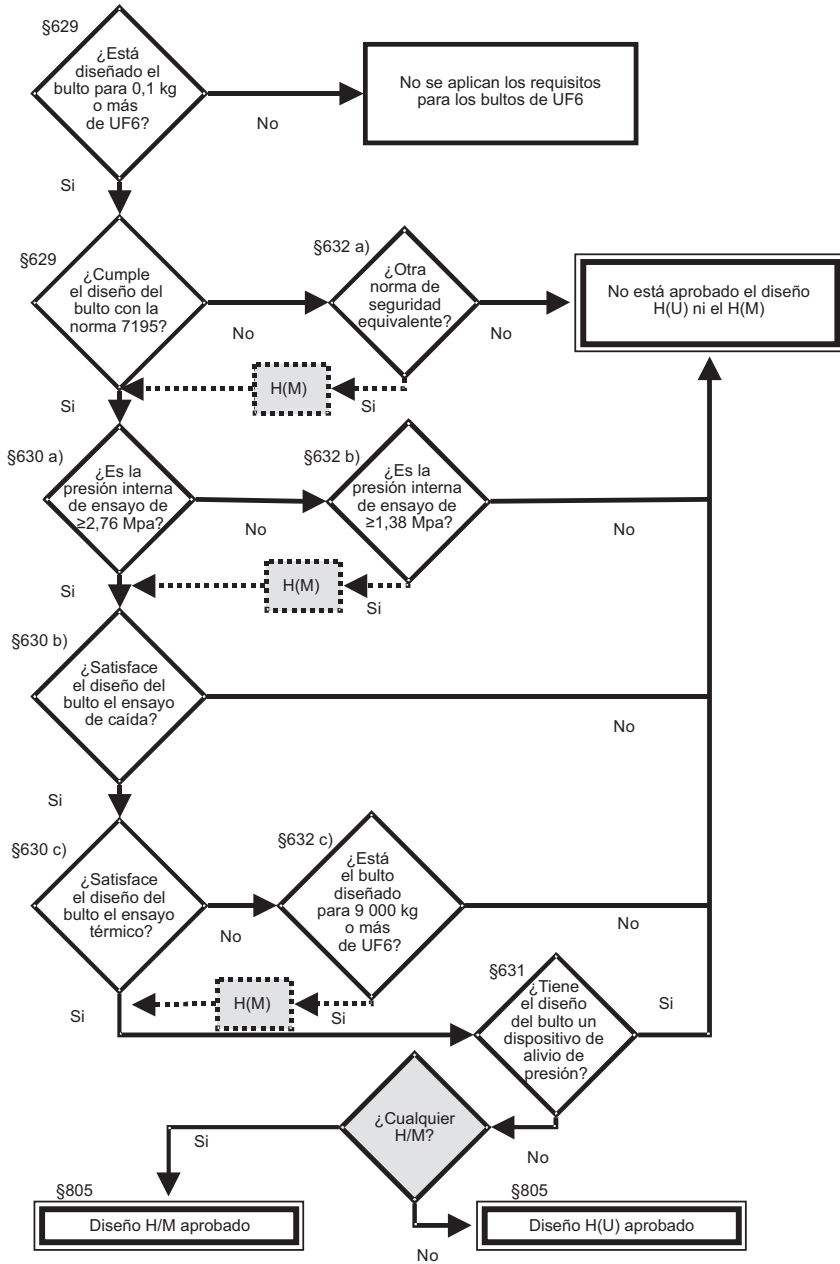 §629
¿Está
diseñado el
bulto para 0,1 kg
o más
de UF6?
No
No se aplican los requisitos
para los bultos de UF6
Si
§629
¿Cumple
el diseño del
bulto con la
norma 7195?
No
§632 a)
¿Otra
norma de
seguridad
equivalente?
No
No está aprobado el diseño
H(U) ni el H(M)
H(M)
Si
Si
§630 a)
¿Es la
presión interna
de ensayo de
≥2,76 Mpa?
No
§632 b)
¿Es la
presión interna
de ensayo de
≥1,38 Mpa?
No
H(M)
Si
Si
§630 b)
¿Satisface
el diseño del
bulto el ensayo
de caída?
No
Si
§630 c)
¿Satisface
el diseño del
bulto el ensayo
térmico?
No
§632 c)
¿Está
el bulto
diseñado
para 9 000 kg
o más
de UF6?
No
H(M)
Si
Si
§631
¿Tiene
el diseño
del bulto un
dispositivo de
alivio de
presión?
Si
No
¿Cualquier
H/M?
Si
§805
Diseño H/M aprobado
No
§805
Diseño H(U) aprobado